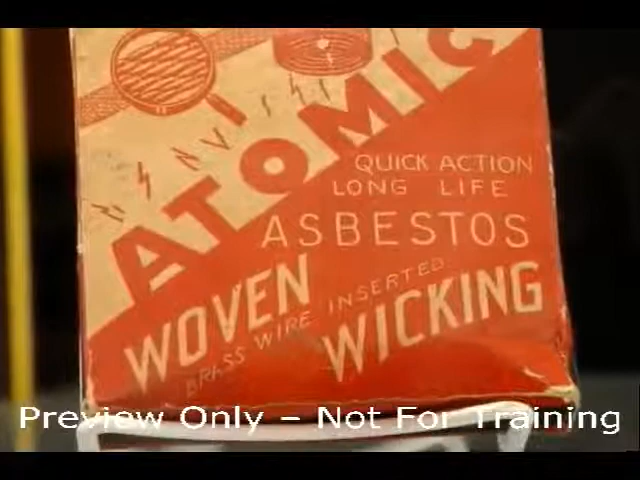 ATOMIC
QUICK ACTION
LONG LIFE
ASBESTOS
WOVEN
BRASS WIRE INSERTED
WICKING
Preview Only – Not For Training